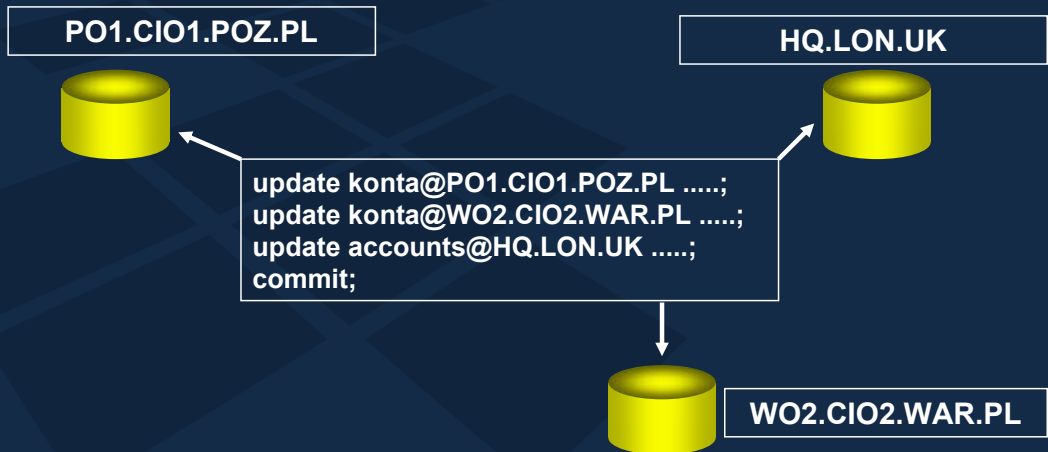 PO1.CIO1.POZ.PL
HQ.LON.UK
update konta@PO1.CIO1.POZ.PL .....;
update konta@WO2.CIO2.WAR.PL .....;
update accounts@HQ.LON.UK .....;
commit;
WO2.CIO2.WAR.PL